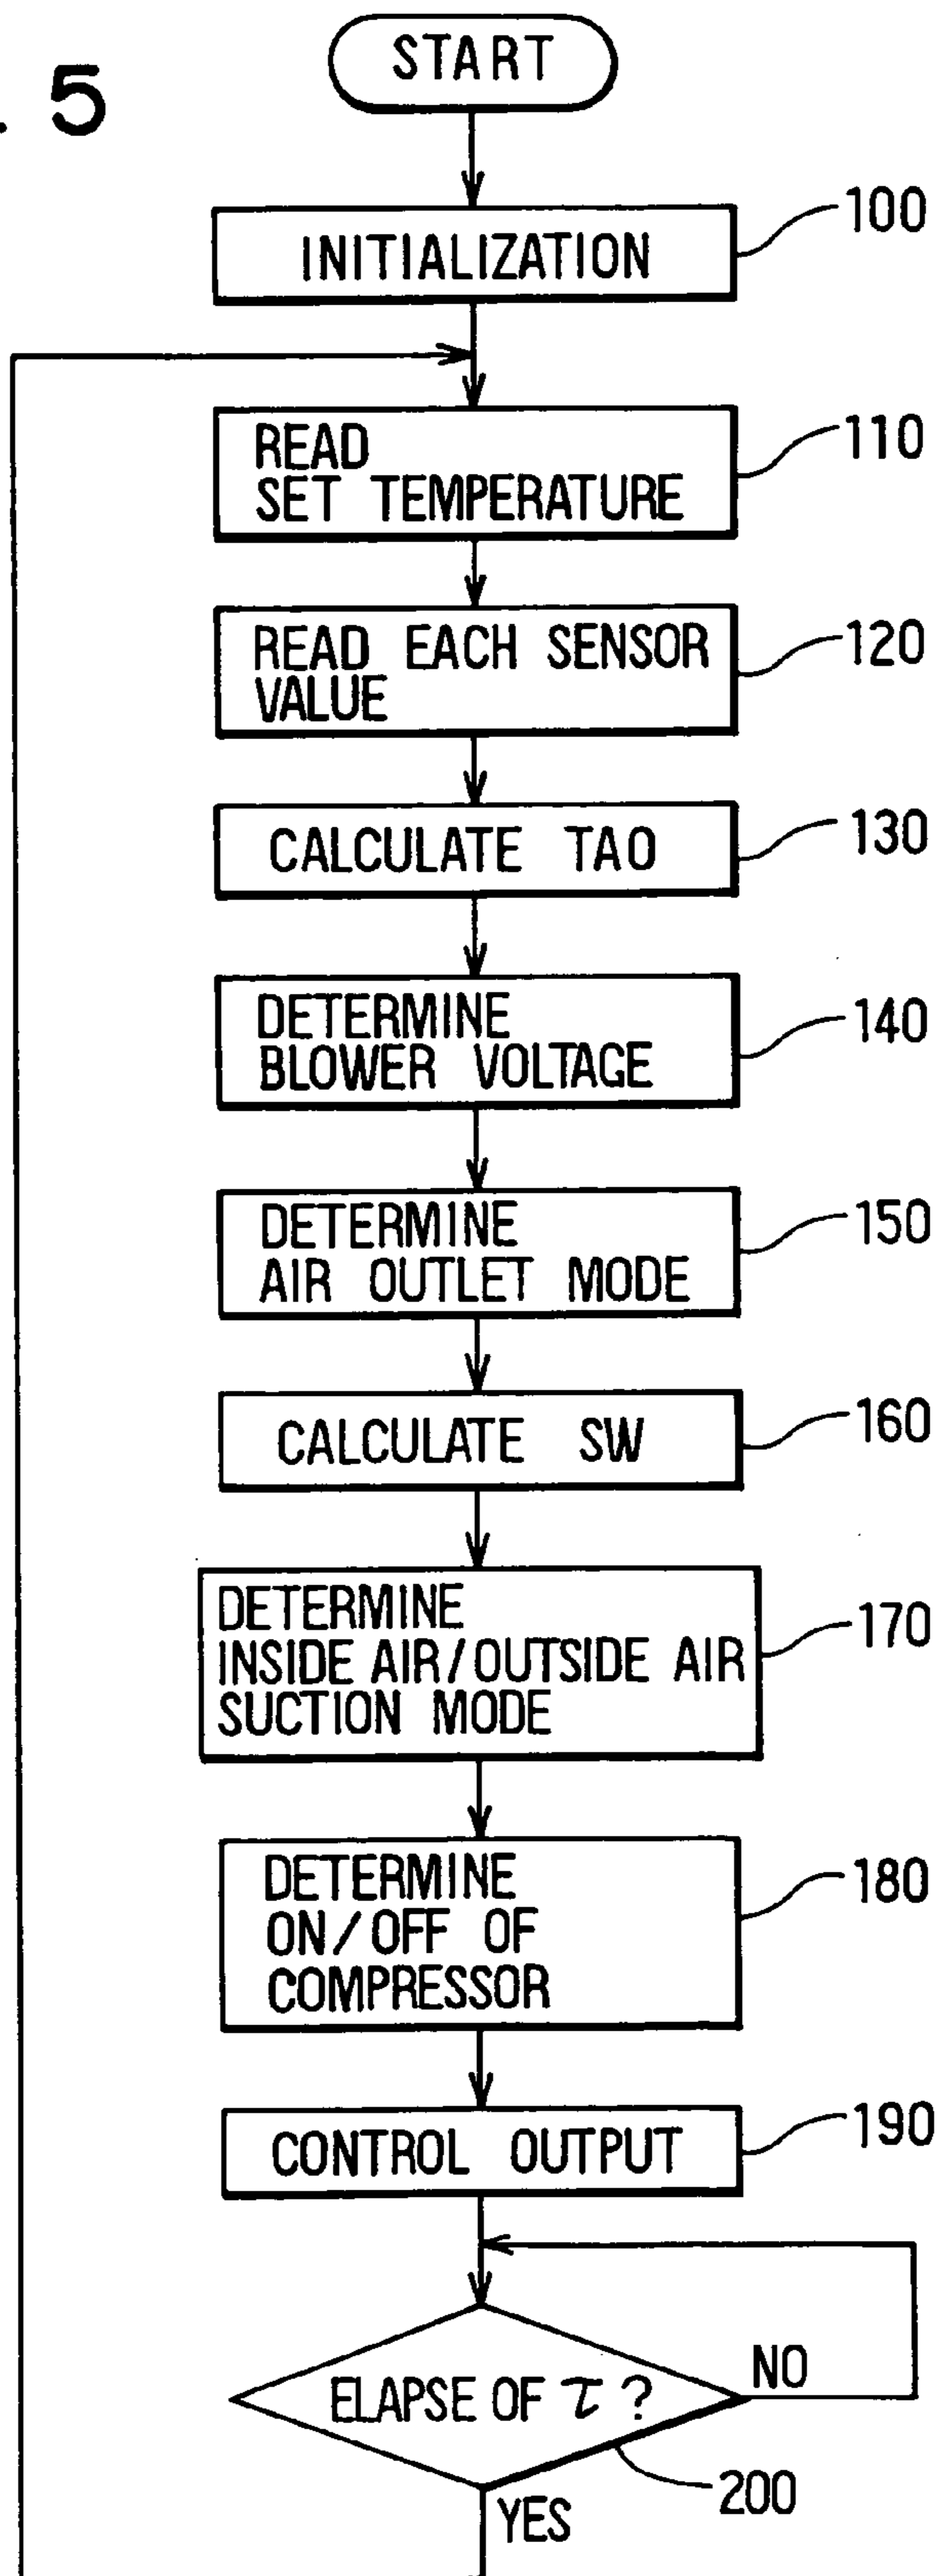 . 5
START
INITIALIZATION
100
READ
SET TEMPERATURE
110
READ EACH SENSOR
VALUE
120
CALCULATE TAO
130
DETERMINE
BLOWER VOLTAGE
140
DETERMINE
AIR OUTLET MODE
150
CALCULATE SW
160
DETERMINE
INSIDE AIR/OUTSIDE AIR
SUCTION MODE
170
DETERMINE
ON/OFF OF
COMPRESSOR
180
CONTROL OUTPUT
190
ELAPSE OF τ ?
NO
200
YES